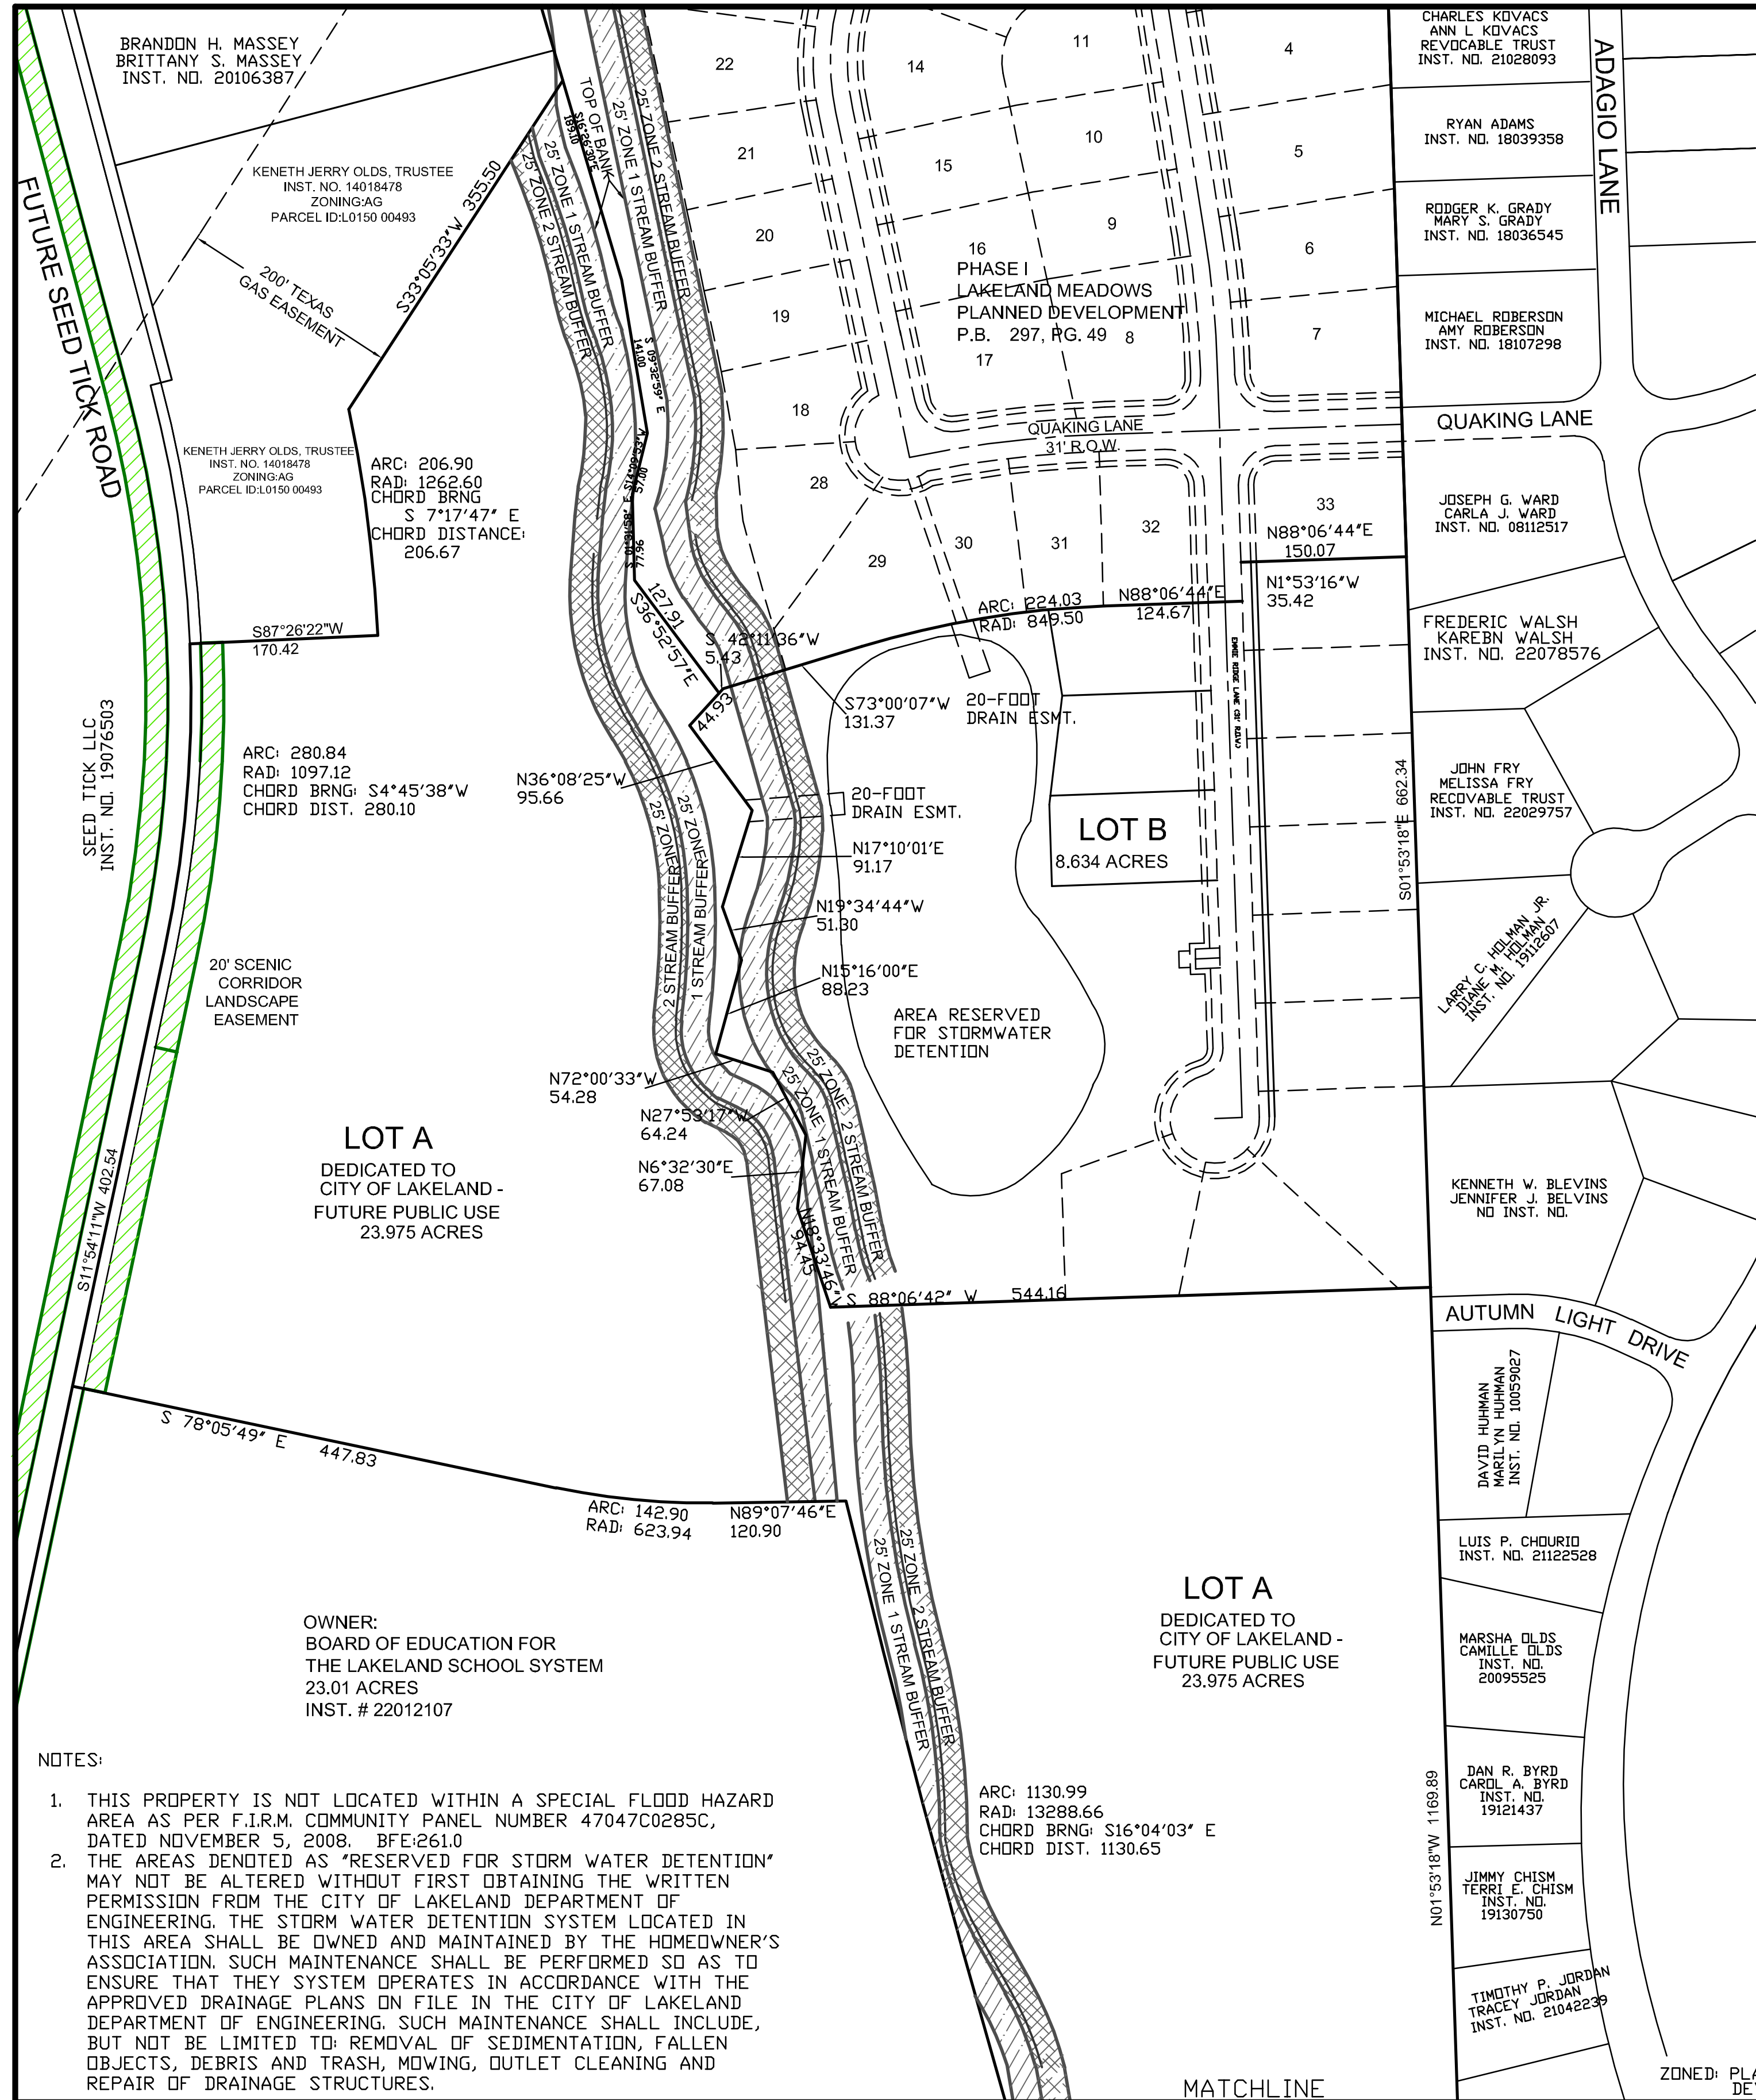 BRANDON H. MASSEY
BRITTANY S. MASSEY
INST. NO. 20106387
KENETH JERRY OLDS, TRUSTEE
INST. NO. 14018478
ZONING:AG
PARCEL ID:L0150 00493
200' TEXAS
GAS EASEMENT
S33°05'33"W 355.50
FUTURE SEED TICK ROAD
KENETH JERRY OLDS, TRUSTEE
INST. NO. 14018478
ZONING:AG
PARCEL ID:L0150 00493
ARC: 206.90
RAD: 1262.60
CHORD BRNG
S 7°17'47" E
CHORD DISTANCE:
206.67
S87°26'22"W
170.42
SEED TICK LLC
INST. NO. 19076503
ARC: 280.84
RAD: 1097.12
CHORD BRNG: S4°45'38"W
CHORD DIST. 280.10
20' SCENIC
CORRIDOR
LANDSCAPE
EASEMENT
S11°54'11"W 402.54
LOT A
DEDICATED TO
CITY OF LAKELAND -
FUTURE PUBLIC USE
23.975 ACRES
S 78°05'49" E 447.83
ARC: 142.90
RAD: 623.94
N89°07'46"E
120.90
TOP OF BANK
S16°26'30"E
189.10
25' ZONE 1 STREAM BUFFER
25' ZONE 2 STREAM BUFFER
25' ZONE 1 STREAM BUFFER
25' ZONE 2 STREAM BUFFER
S 09°32'59" E
141.00
S14°09'53"W
57.00
S 01°31'58" E
77.96
127.91
S36°52'57"E
S 42°11'36"W
5.43
44.93
N36°08'25"W
95.66
25' ZONE
2 STREAM BUFFER
25' ZONE
1 STREAM BUFFER
S73°00'07"W
131.37
20-FOOT
DRAIN ESMT.
20-FOOT
DRAIN ESMT.
N17°10'01"E
91.17
N19°34'44"W
51.30
N15°16'00"E
88.23
AREA RESERVED
FOR STORMWATER
DETENTION
N72°00'33"W
54.28
N27°53'17"W
64.24
N6°32'30"E
67.08
N18°33'46"W
94.45
25' ZONE 1 STREAM BUFFER
25' ZONE 2 STREAM BUFFER
S 88°06'42" W 544.16
22
21
20
19
18
28
29
30
31
32
33
14
15
16
17
11
10
9
8
4
5
6
7
PHASE I
LAKELAND MEADOWS
PLANNED DEVELOPMENT
P.B. 297, PG. 49
QUAKING LANE
31' R.O.W.
N88°06'44"E
150.07
N1°53'16"W
35.42
N88°06'44"E
124.67
ARC: 224.03
RAD: 849.50
RIDGE LANE
LOT B
8.634 ACRES
S01°53'18"E 662.34
CHARLES KOVACS
ANN L KOVACS
REVOCABLE TRUST
INST. NO. 21028093
ADAGIO LANE
RYAN ADAMS
INST. NO. 18039358
RODGER K. GRADY
MARY S. GRADY
INST. NO. 18036545
MICHAEL ROBERSON
AMY ROBERSON
INST. NO. 18107298
QUAKING LANE
JOSEPH G. WARD
CARLA J. WARD
INST. NO. 08112517
FREDERIC WALSH
KAREBN WALSH
INST. NO. 22078576
JOHN FRY
MELISSA FRY
RECOVABLE TRUST
INST. NO. 22029757
LARRY C. HOLMAN JR.
DIANE M. HOLMAN
INST. NO. 19112607
KENNETH W. BLEVINS
JENNIFER J. BELVINS
NO INST. NO.
AUTUMN LIGHT DRIVE
DAVID HUHMAN
MARILYN HUHMAN
INST. NO. 10059027
LUIS P. CHOURIO
INST. NO. 21122528
MARSHA OLDS
CAMILLE OLDS
INST. NO.
20095525
DAN R. BYRD
CAROL A. BYRD
INST. NO.
19121437
JIMMY CHISM
TERRI E. CHISM
INST. NO.
19130750
TIMOTHY P. JORDAN
TRACEY JORDAN
INST. NO. 21042239
N01°53'18"W 1169.89
LOT A
DEDICATED TO
CITY OF LAKELAND -
FUTURE PUBLIC USE
23.975 ACRES
25' ZONE 1 STREAM BUFFER
25' ZONE 2 STREAM BUFFER
ARC: 1130.99
RAD: 13288.66
CHORD BRNG: S16°04'03" E
CHORD DIST. 1130.65
OWNER:
BOARD OF EDUCATION FOR
THE LAKELAND SCHOOL SYSTEM
23.01 ACRES
INST. # 22012107
NOTES:
1. THIS PROPERTY IS NOT LOCATED WITHIN A SPECIAL FLOOD HAZARD
AREA AS PER F.I.R.M. COMMUNITY PANEL NUMBER 47047C0285C,
DATED NOVEMBER 5, 2008. BFE:261.0
2. THE AREAS DENOTED AS "RESERVED FOR STORM WATER DETENTION"
MAY NOT BE ALTERED WITHOUT FIRST OBTAINING THE WRITTEN
PERMISSION FROM THE CITY OF LAKELAND DEPARTMENT OF
ENGINEERING. THE STORM WATER DETENTION SYSTEM LOCATED IN
THIS AREA SHALL BE OWNED AND MAINTAINED BY THE HOMEOWNER'S
ASSOCIATION. SUCH MAINTENANCE SHALL BE PERFORMED SO AS TO
ENSURE THAT THEY SYSTEM OPERATES IN ACCORDANCE WITH THE
APPROVED DRAINAGE PLANS ON FILE IN THE CITY OF LAKELAND
DEPARTMENT OF ENGINEERING. SUCH MAINTENANCE SHALL INCLUDE,
BUT NOT BE LIMITED TO: REMOVAL OF SEDIMENTATION, FALLEN
OBJECTS, DEBRIS AND TRASH, MOWING, OUTLET CLEANING AND
REPAIR OF DRAINAGE STRUCTURES.
MATCHLINE
ZONED: PLA
DE